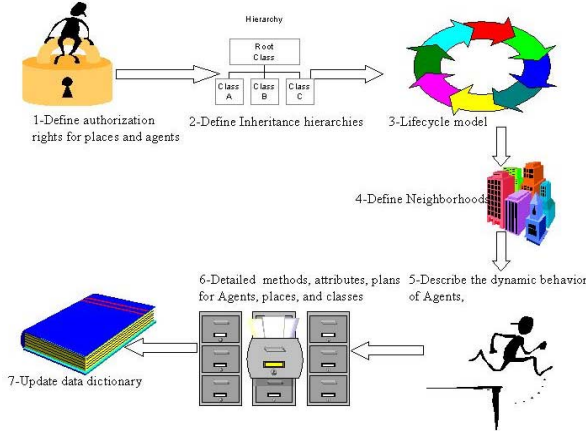 Hierarchy
Root
Class
Class
A
Class
B
Class
C
1-Define authorization
rights for places and agents
2-Define Inheritance hierarchies
3-Lifecycle model
4-Define Neighborhoods
5-Describe the dynamic behavior
of Agents,
6-Detailed methods, attributes, plans
for Agents, places, and classes
7-Update data dictionary